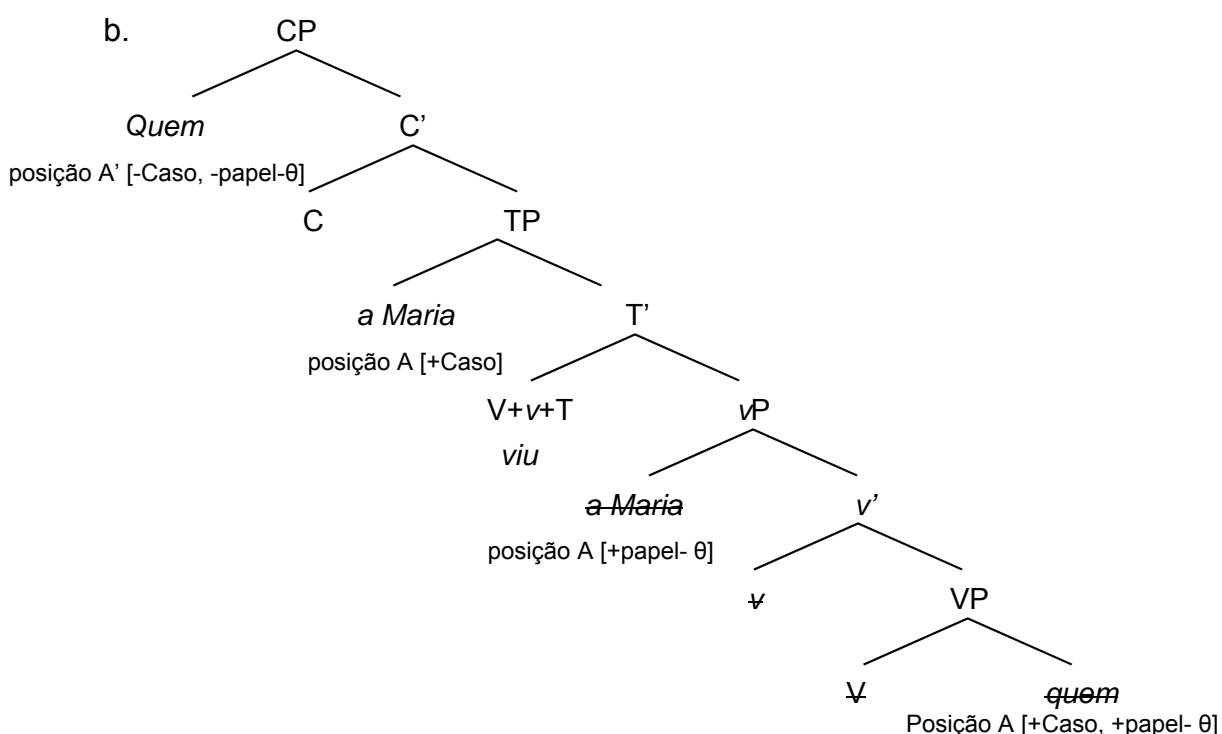 b.
CP
Quem
C’
posição A’ [-Caso, -papel-θ]
C
TP
a Maria
T’
posição A [+Caso]
V+v+T
vP
viu
a Maria
v’
posição A [+papel- θ]
v
VP
V
quem
Posição A [+Caso, +papel- θ]